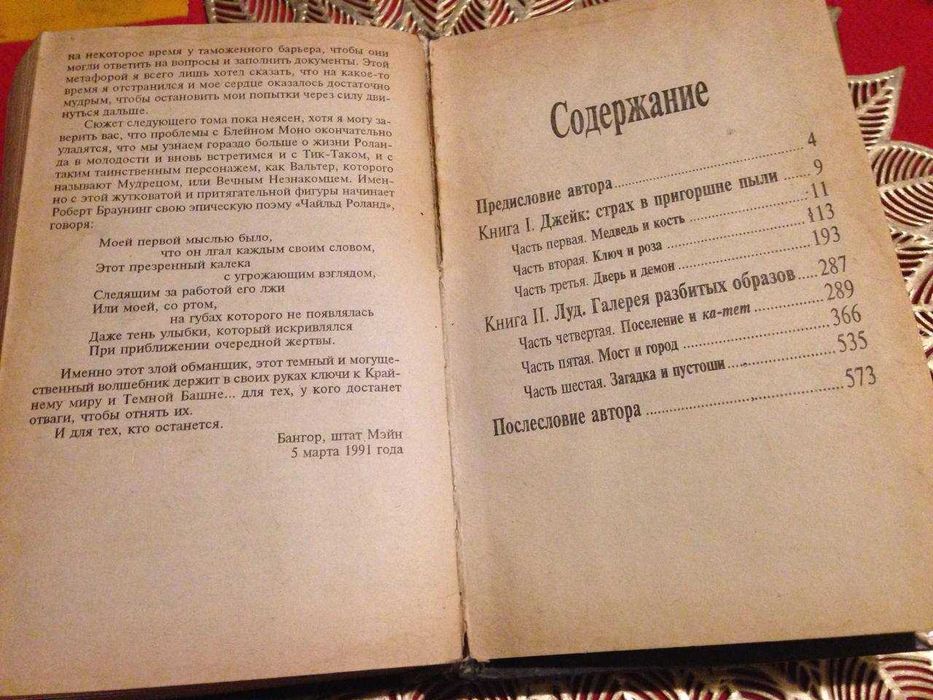 на некоторое время у таможенного барьера, чтобы они
могли ответить на вопросы и заполнить документы. Этой
метафорой я всего лишь хотел сказать, что на какое-то
время я отстранился и мое сердце оказалось достаточно
мудрым, чтобы остановить мои попытки через силу дви-
нуться дальше.
Сюжет следующего тома пока неясен, хотя я могу за-
верить вас, что проблемы с Блейном Моно окончательно
уладятся, что мы узнаем гораздо больше о жизни Ролан-
да в молодости и вновь встретимся и с Тик-Таком, и с
таким таинственным персонажем, как Вальтер, которого
называют Мудрецом, или Вечным Незнакомцем. Имен-
но с этой жутковатой и притягательной фигуры начинает
Роберт Браунинг свою эпическую поэму «Чайльд Роланд»,
говоря:
Моей первой мыслью было,
что он лгал каждым своим словом,
Этот презренный калека
с угрожающим взглядом,
Следящим за работой его лжи
Или моей, со ртом,
на губах которого не появлялась
Даже тень улыбки, который искривлялся
При приближении очередной жертвы.
Именно этот злой обманщик, этот темный и могуще-
ственный волшебник держит в своих руках ключи к Край-
нему миру и Темной Башне... для тех, у кого достанет
отваги, чтобы отнять их.
И для тех, кто останется.
Бангор, штат Мэйн
5 марта 1991 года
Содержание
Предисловие автора 4
Книга I. Джейк: страх в пригоршне пыли 9
Часть первая. Медведь и кость 11
Часть вторая. Ключ и роза 113
Часть третья. Дверь и демон 193
Книга II. Луд. Галерея разбитых образов 287
Часть четвертая. Поселение и ка-тет 289
Часть пятая. Мост и город 366
Часть шестая. Загадка и пустоши 535
Послесловие автора 573